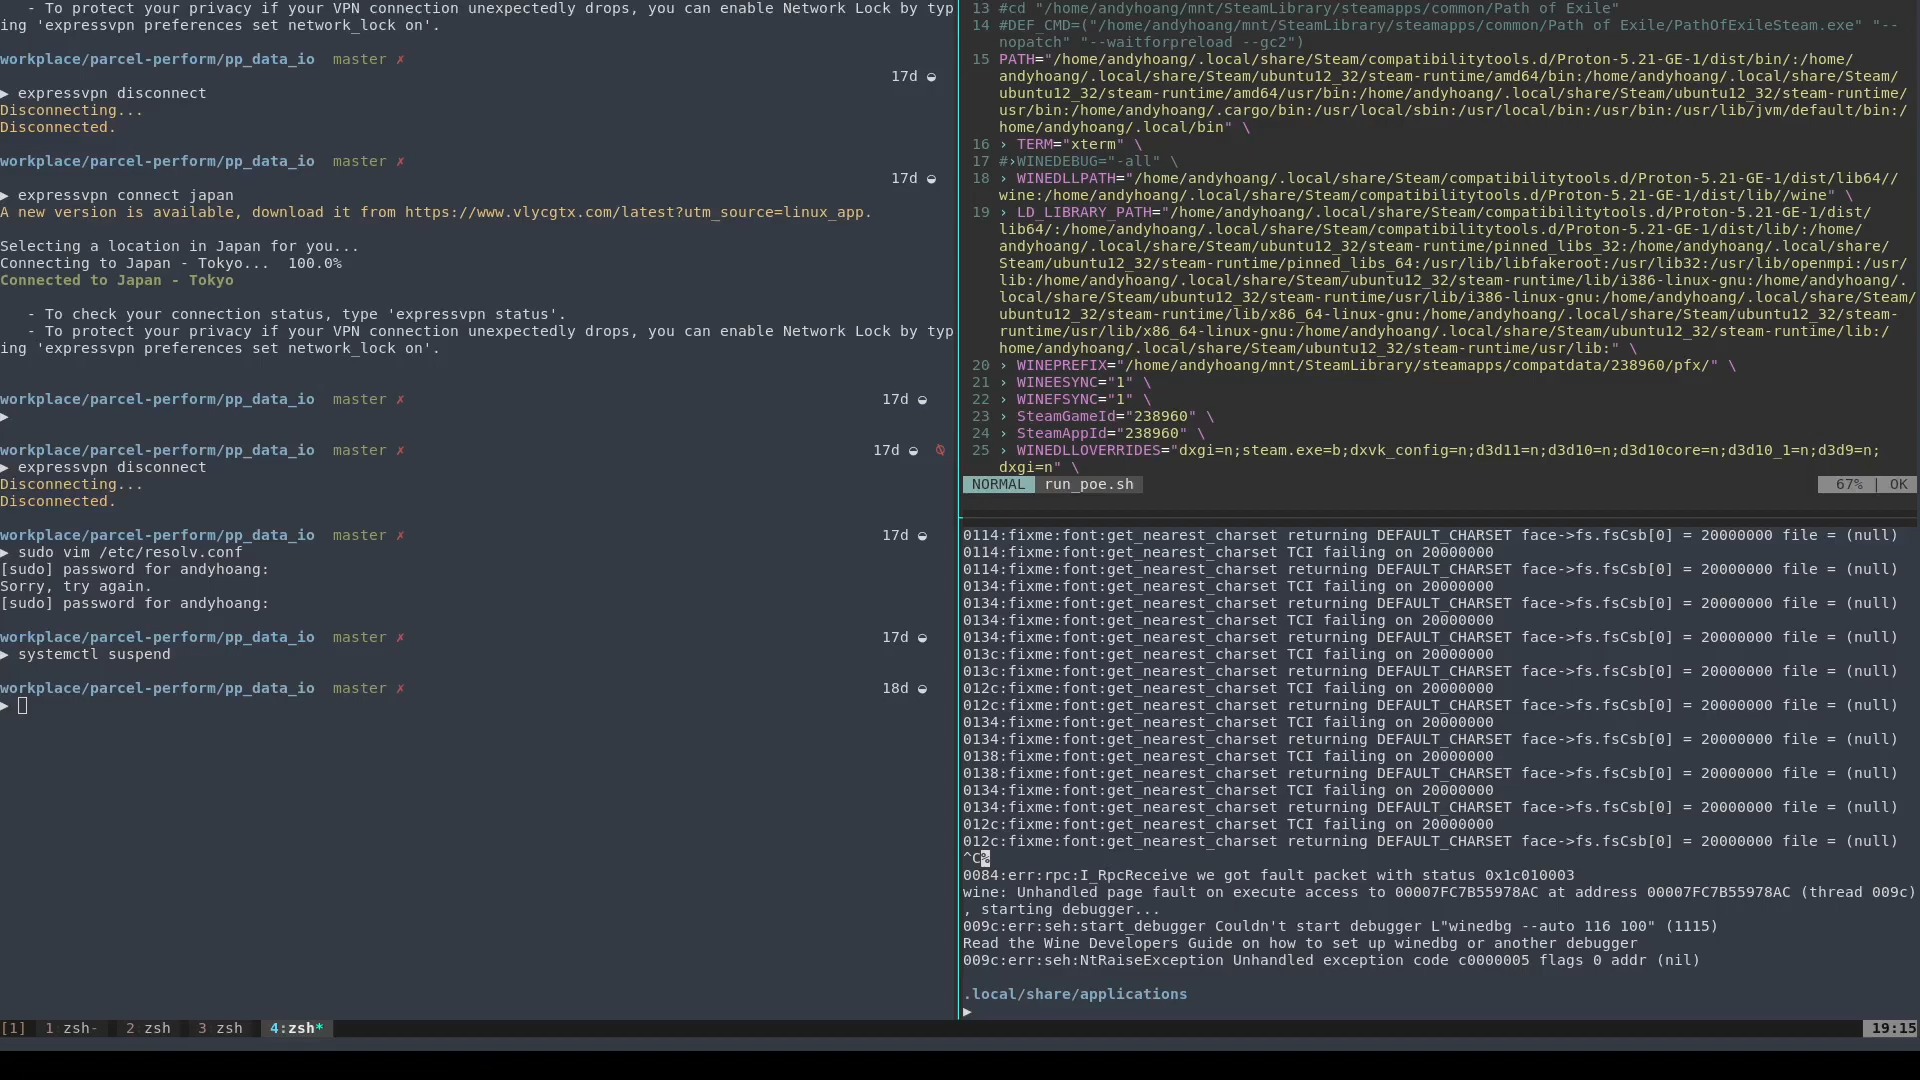 - To protect your privacy if your VPN connection unexpectedly drops, you can enable Network Lock by typ
ing 'expressvpn preferences set network_lock on'.
workplace/parcel-perform/pp_data_io  master ✗
17d ◒
▶ expressvpn disconnect
Disconnecting...
Disconnected.
workplace/parcel-perform/pp_data_io  master ✗
17d ◒
▶ expressvpn connect japan
A new version is available, download it from https://www.vlycgtx.com/latest?utm_source=linux_app.
Selecting a location in Japan for you...
Connecting to Japan - Tokyo...  100.0%
Connected to Japan - Tokyo
   - To check your connection status, type 'expressvpn status'.
   - To protect your privacy if your VPN connection unexpectedly drops, you can enable Network Lock by typ
ing 'expressvpn preferences set network_lock on'.
workplace/parcel-perform/pp_data_io  master ✗ 17d ◒
▶
workplace/parcel-perform/pp_data_io  master ✗ 17d ◒
▶ expressvpn disconnect
Disconnecting...
Disconnected.
workplace/parcel-perform/pp_data_io  master ✗ 17d ◒
▶ sudo vim /etc/resolv.conf
[sudo] password for andyhoang:
Sorry, try again.
[sudo] password for andyhoang:
workplace/parcel-perform/pp_data_io  master ✗ 17d ◒
▶ systemctl suspend
workplace/parcel-perform/pp_data_io  master ✗ 18d ◒
▶
13 #cd "/home/andyhoang/mnt/SteamLibrary/steamapps/common/Path of Exile"
14 #DEF_CMD=("/home/andyhoang/mnt/SteamLibrary/steamapps/common/Path of Exile/PathOfExileSteam.exe" "--
nopatch" "--waitforpreload --gc2")
15 PATH="/home/andyhoang/.local/share/Steam/compatibilitytools.d/Proton-5.21-GE-1/dist/bin/:/home/
andyhoang/.local/share/Steam/ubuntu12_32/steam-runtime/amd64/bin:/home/andyhoang/.local/share/Steam/
ubuntu12_32/steam-runtime/amd64/usr/bin:/home/andyhoang/.local/share/Steam/ubuntu12_32/steam-runtime/
usr/bin:/home/andyhoang/.cargo/bin:/usr/local/sbin:/usr/local/bin:/usr/bin:/usr/lib/jvm/default/bin:/
home/andyhoang/.local/bin" \
16 › TERM="xterm" \
17 #›WINEDEBUG="-all" \
18 › WINEDLLPATH="/home/andyhoang/.local/share/Steam/compatibilitytools.d/Proton-5.21-GE-1/dist/lib64//
wine:/home/andyhoang/.local/share/Steam/compatibilitytools.d/Proton-5.21-GE-1/dist/lib//wine" \
19 › LD_LIBRARY_PATH="/home/andyhoang/.local/share/Steam/compatibilitytools.d/Proton-5.21-GE-1/dist/
lib64/:/home/andyhoang/.local/share/Steam/compatibilitytools.d/Proton-5.21-GE-1/dist/lib/:/home/
andyhoang/.local/share/Steam/ubuntu12_32/steam-runtime/pinned_libs_32:/home/andyhoang/.local/share/
Steam/ubuntu12_32/steam-runtime/pinned_libs_64:/usr/lib/libfakeroot:/usr/lib32:/usr/lib/openmpi:/usr/
lib:/home/andyhoang/.local/share/Steam/ubuntu12_32/steam-runtime/lib/i386-linux-gnu:/home/andyhoang/.
local/share/Steam/ubuntu12_32/steam-runtime/usr/lib/i386-linux-gnu:/home/andyhoang/.local/share/Steam/
ubuntu12_32/steam-runtime/lib/x86_64-linux-gnu:/home/andyhoang/.local/share/Steam/ubuntu12_32/steam-
runtime/usr/lib/x86_64-linux-gnu:/home/andyhoang/.local/share/Steam/ubuntu12_32/steam-runtime/lib:/
home/andyhoang/.local/share/Steam/ubuntu12_32/steam-runtime/usr/lib:" \
20 › WINEPREFIX="/home/andyhoang/mnt/SteamLibrary/steamapps/compatdata/238960/pfx/" \
21 › WINEESYNC="1" \
22 › WINEFSYNC="1" \
23 › SteamGameId="238960" \
24 › SteamAppId="238960" \
25 › WINEDLLOVERRIDES="dxgi=n;steam.exe=b;dxvk_config=n;d3d11=n;d3d10=n;d3d10core=n;d3d10_1=n;d3d9=n;
dxgi=n" \
NORMAL run_poe.sh 67% | OK
0114:fixme:font:get_nearest_charset returning DEFAULT_CHARSET face->fs.fsCsb[0] = 20000000 file = (null)
0114:fixme:font:get_nearest_charset TCI failing on 20000000
0114:fixme:font:get_nearest_charset returning DEFAULT_CHARSET face->fs.fsCsb[0] = 20000000 file = (null)
0134:fixme:font:get_nearest_charset TCI failing on 20000000
0134:fixme:font:get_nearest_charset returning DEFAULT_CHARSET face->fs.fsCsb[0] = 20000000 file = (null)
0134:fixme:font:get_nearest_charset TCI failing on 20000000
0134:fixme:font:get_nearest_charset returning DEFAULT_CHARSET face->fs.fsCsb[0] = 20000000 file = (null)
013c:fixme:font:get_nearest_charset TCI failing on 20000000
013c:fixme:font:get_nearest_charset returning DEFAULT_CHARSET face->fs.fsCsb[0] = 20000000 file = (null)
012c:fixme:font:get_nearest_charset TCI failing on 20000000
012c:fixme:font:get_nearest_charset returning DEFAULT_CHARSET face->fs.fsCsb[0] = 20000000 file = (null)
0134:fixme:font:get_nearest_charset TCI failing on 20000000
0134:fixme:font:get_nearest_charset returning DEFAULT_CHARSET face->fs.fsCsb[0] = 20000000 file = (null)
0138:fixme:font:get_nearest_charset TCI failing on 20000000
0138:fixme:font:get_nearest_charset returning DEFAULT_CHARSET face->fs.fsCsb[0] = 20000000 file = (null)
0134:fixme:font:get_nearest_charset TCI failing on 20000000
0134:fixme:font:get_nearest_charset returning DEFAULT_CHARSET face->fs.fsCsb[0] = 20000000 file = (null)
012c:fixme:font:get_nearest_charset TCI failing on 20000000
012c:fixme:font:get_nearest_charset returning DEFAULT_CHARSET face->fs.fsCsb[0] = 20000000 file = (null)
^C%
0084:err:rpc:I_RpcReceive we got fault packet with status 0x1c010003
wine: Unhandled page fault on execute access to 00007FC7B55978AC at address 00007FC7B55978AC (thread 009c)
, starting debugger...
009c:err:seh:start_debugger Couldn't start debugger L"winedbg --auto 116 100" (1115)
Read the Wine Developers Guide on how to set up winedbg or another debugger
009c:err:seh:NtRaiseException Unhandled exception code c0000005 flags 0 addr (nil)
.local/share/applications
▶
[1] 1 zsh- 2 zsh 3 zsh 4:zsh* 19:15